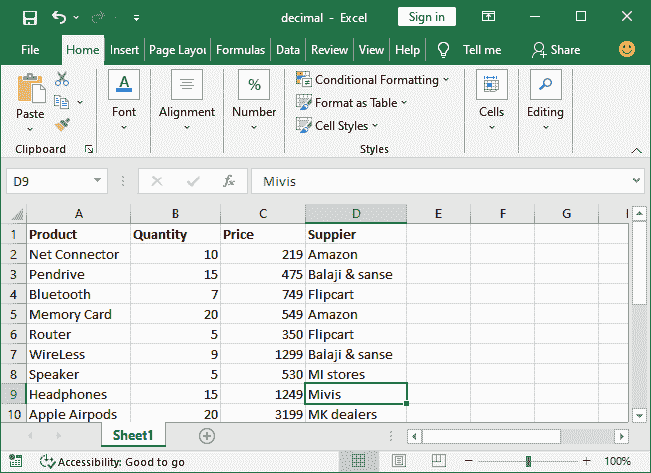 decimal - Excel Sign in
File Home Insert Page Layou Formulas Data Review View Help Tell me Share
Paste Font Alignment % Number Conditional Formatting Format as Table Cell Styles Cells Editing
Clipboard Styles
D9 fx Mivis
A B C D E F G
1 Product Quantity Price Suppier
2 Net Connector 10 219 Amazon
3 Pendrive 15 475 Balaji & sanse
4 Bluetooth 7 749 Flipcart
5 Memory Card 20 549 Amazon
6 Router 5 350 Flipcart
7 WireLess 9 1299 Balaji & sanse
8 Speaker 5 530 MI stores
9 Headphones 15 1249 Mivis
10 Apple Airpods 20 3199 MK dealers
Sheet1
Accessibility: Good to go 100%